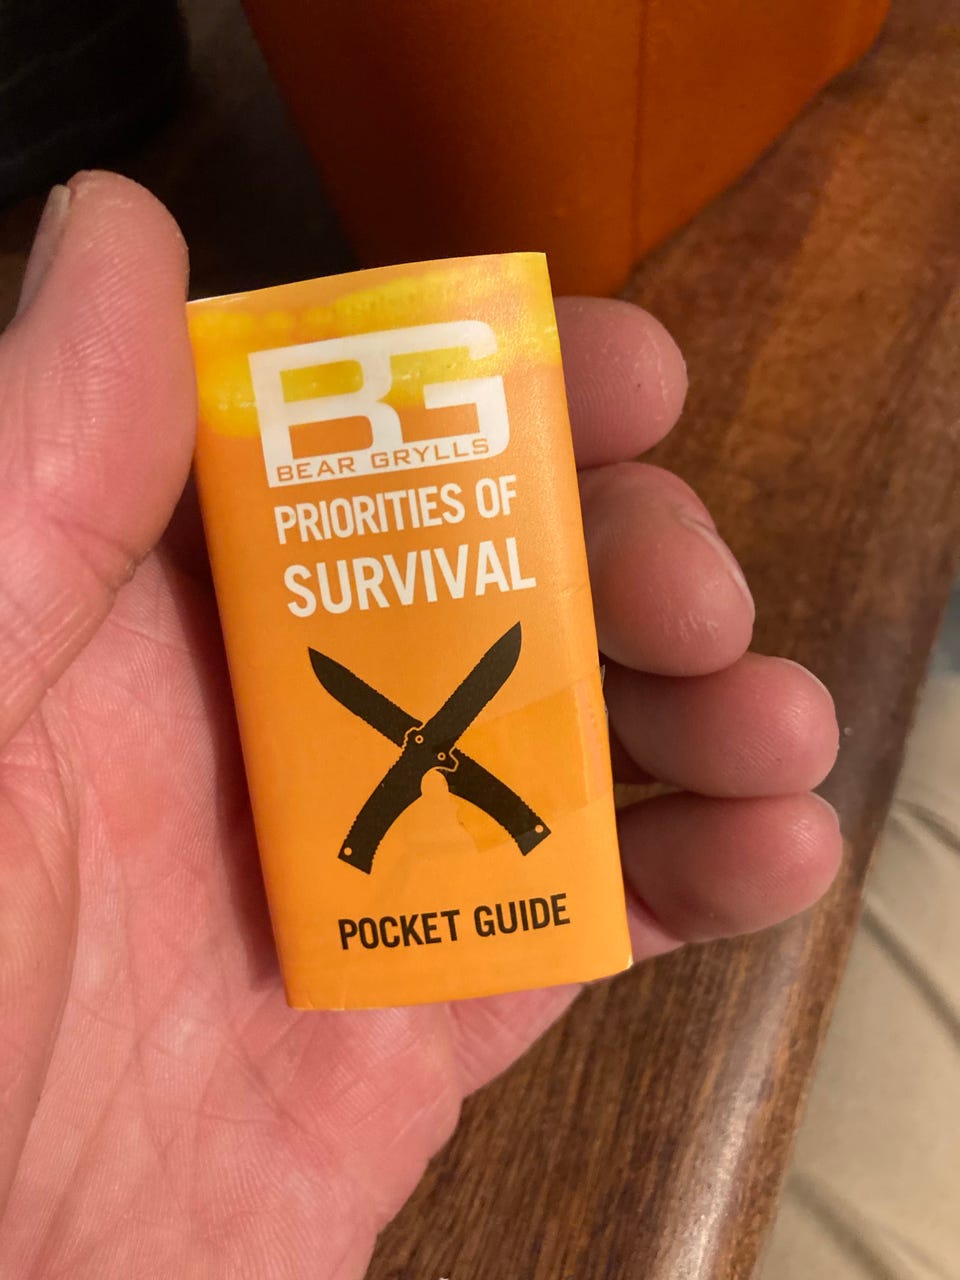 BG
BEAR GRYLLS
PRIORITIES OF
SURVIVAL
POCKET GUIDE